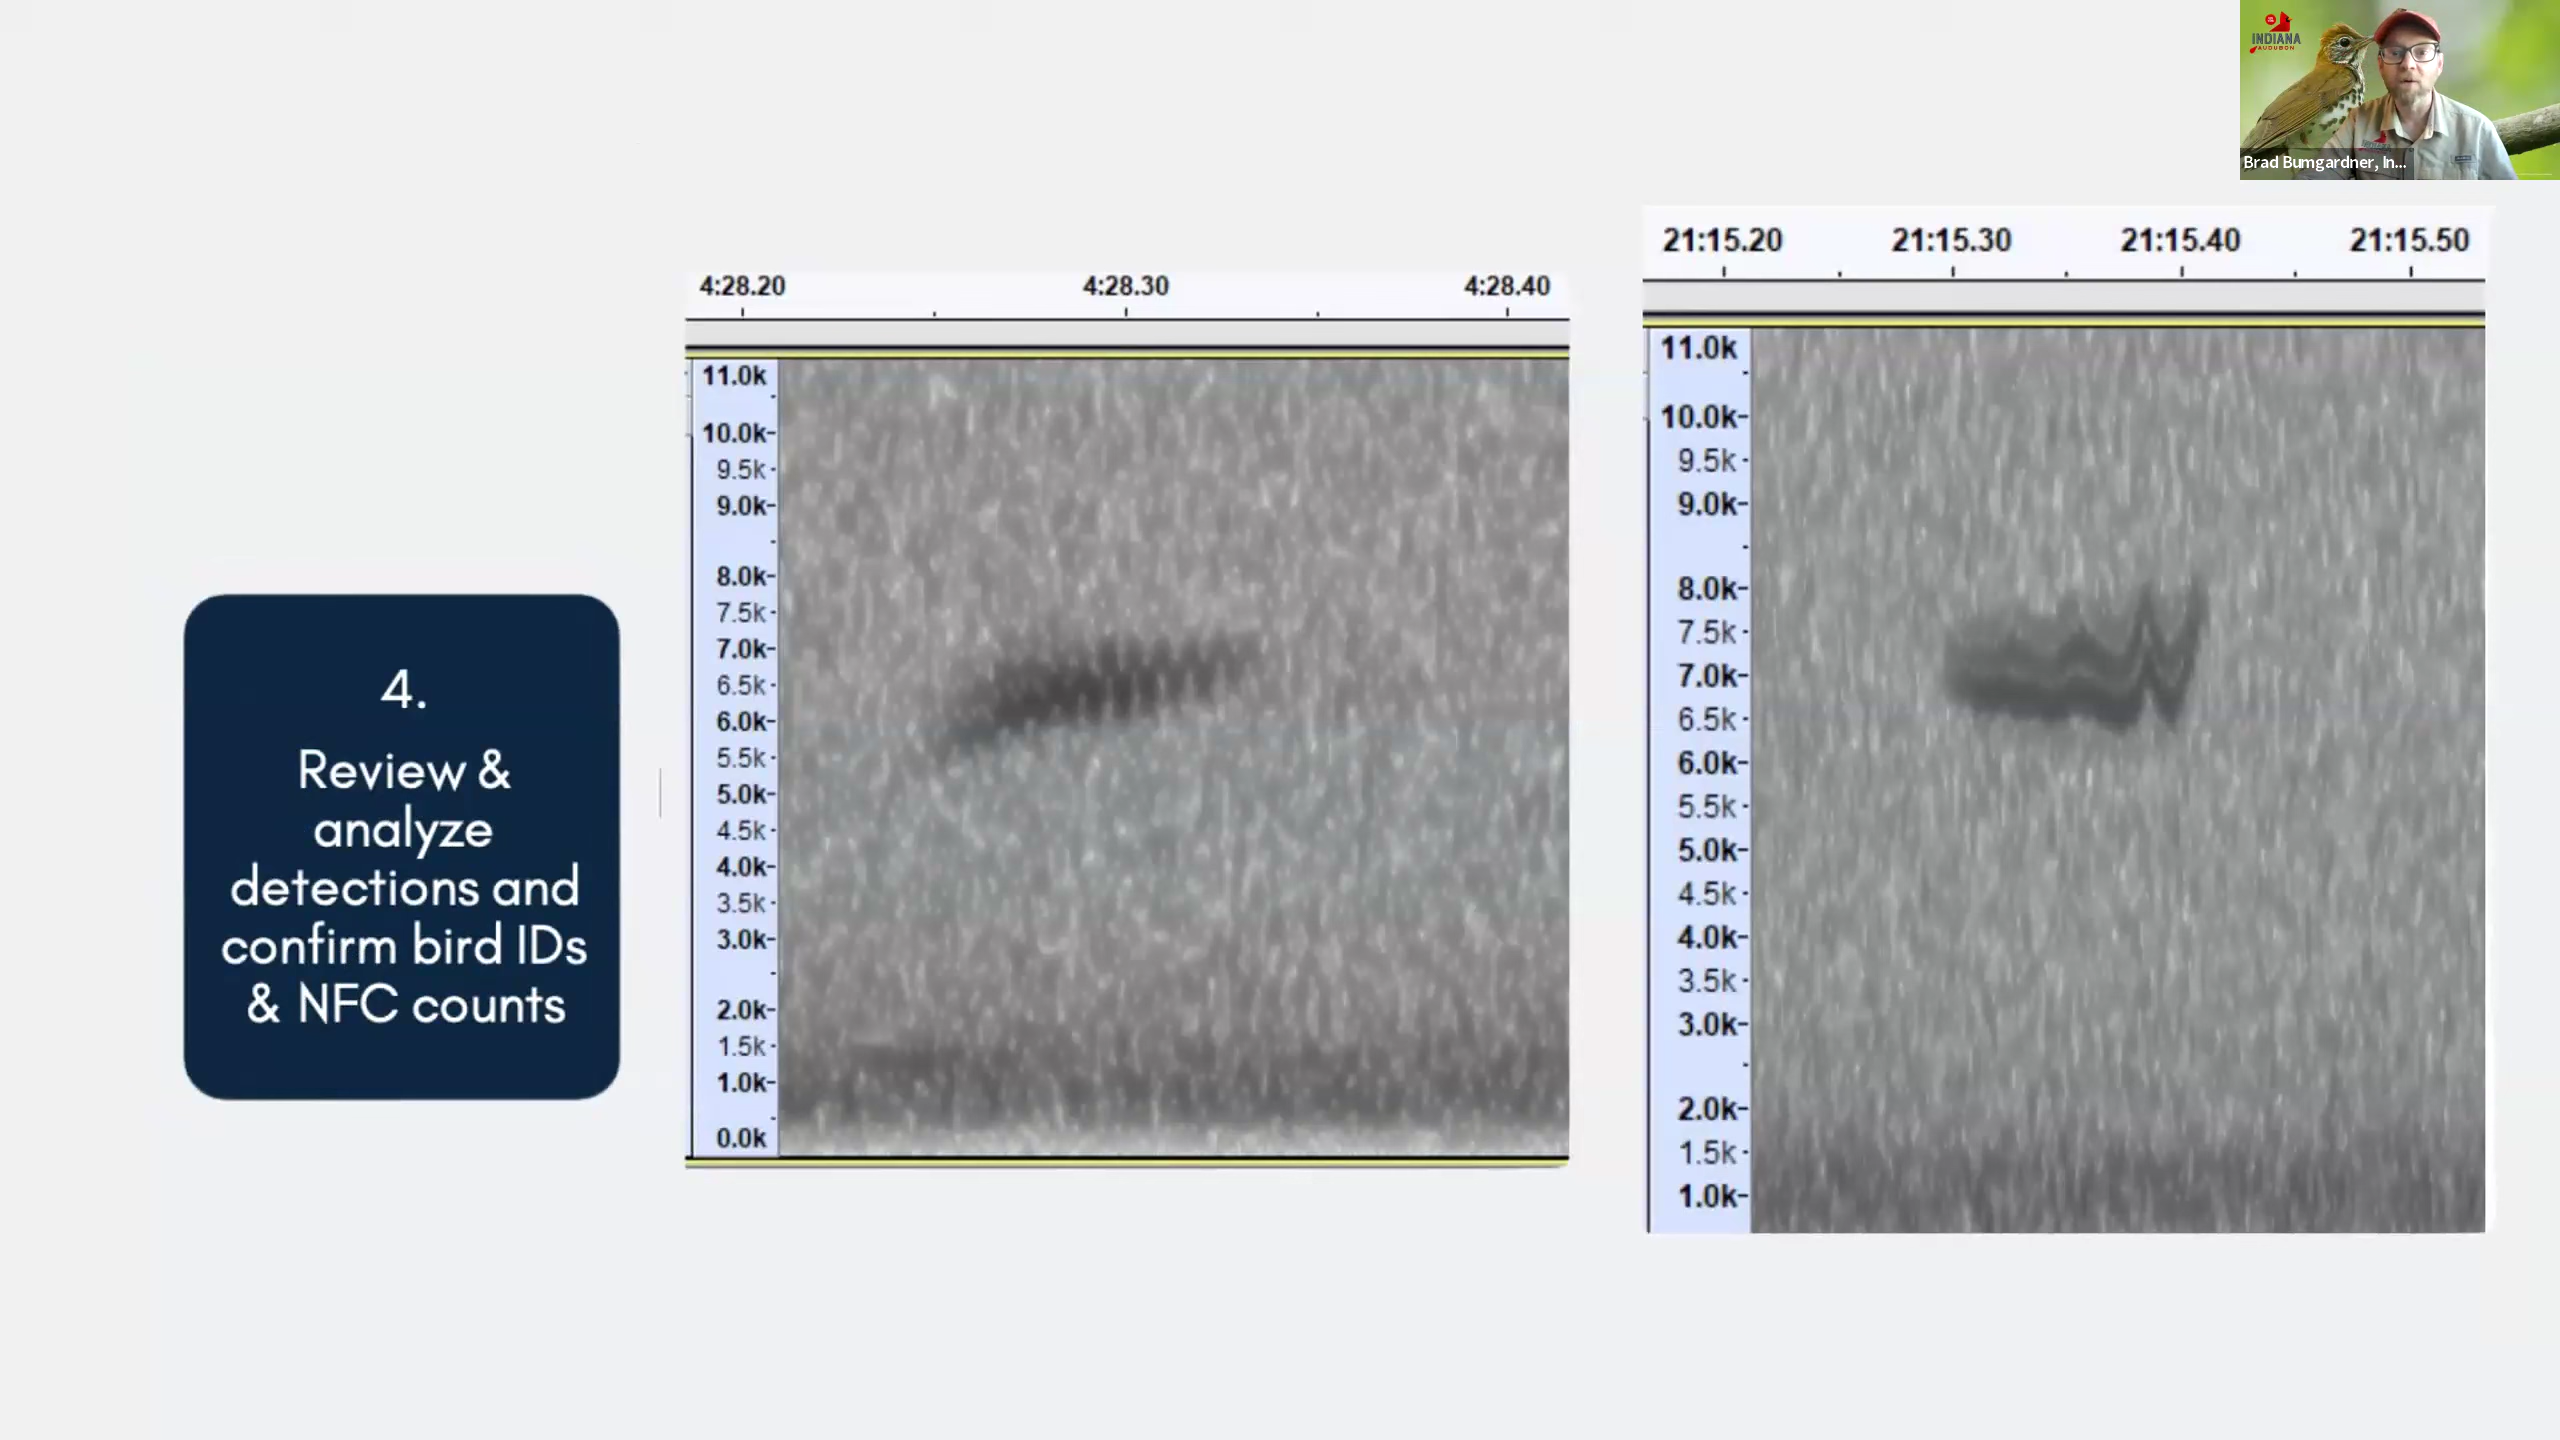 INDIANA
AUDUBON
Brad Bumgardner, In...
4.
Review &
analyze
detections and
confirm bird IDs
& NFC counts
4:28.20 4:28.30 4:28.40
11.0k
10.0k
9.5k
9.0k
8.0k
7.5k
7.0k
6.5k
6.0k
5.5k
5.0k
4.5k
4.0k
3.5k
3.0k
2.0k
1.5k
1.0k
0.0k
21:15.20 21:15.30 21:15.40 21:15.50
11.0k
10.0k
9.5k
9.0k
8.0k
7.5k
7.0k
6.5k
6.0k
5.5k
5.0k
4.5k
4.0k
3.5k
3.0k
2.0k
1.5k
1.0k